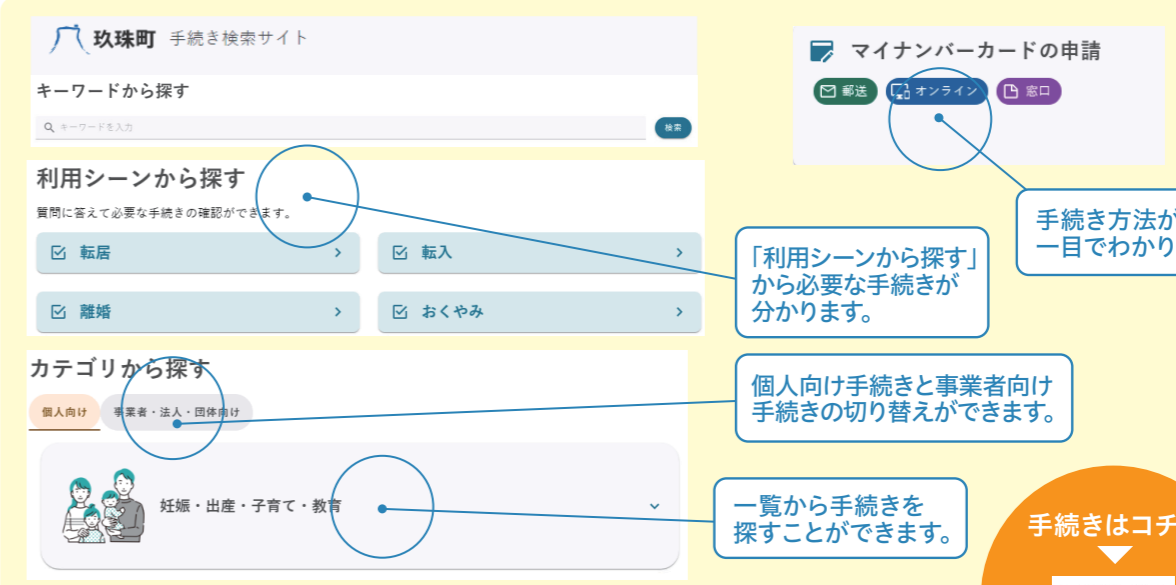 玖珠町 手続き検索サイト
キーワードから探す
キーワードを入力
検索
利用シーンから探す
質問に答えて必要な手続きの確認ができます。
転居
転入
離婚
おくやみ
カテゴリから探す
個人向け
事業者・法人・団体向け
妊娠・出産・子育て・教育
マイナンバーカードの申請
郵送 オンライン 窓口
手続き方法が
一目でわかり
「利用シーンから探す」
から必要な手続きが
分かります。
個人向け手続きと事業者向け
手続きの切り替えができます。
一覧から手続きを
探すことができます。
手続きはコチ